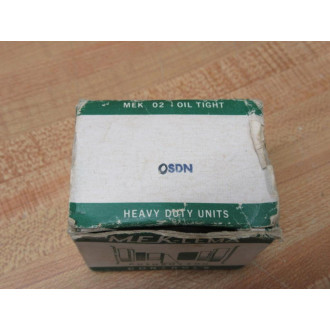 MEK 02 OIL TIGHT
OSDN
HEAVY DUTY UNITS